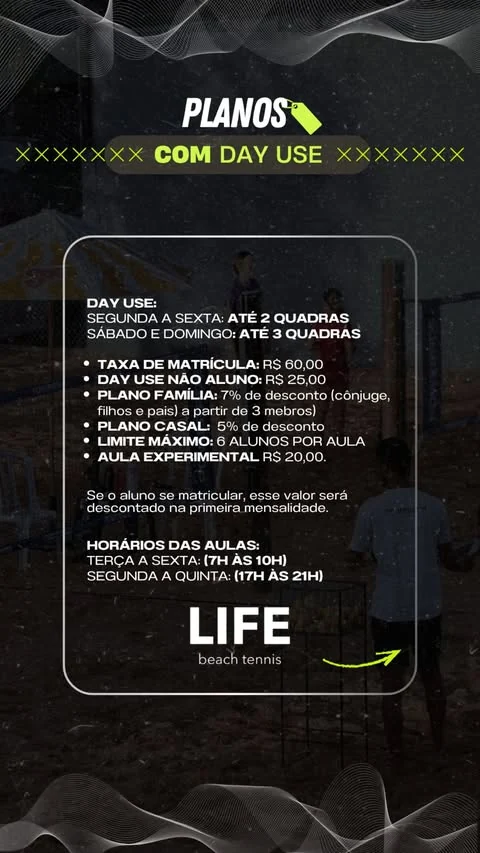 PLANOS
COM DAY USE
DAY USE:
SEGUNDA A SEXTA: ATÉ 2 QUADRAS
SÁBADO E DOMINGO: ATÉ 3 QUADRAS
• TAXA DE MATRÍCULA: R$ 60,00
• DAY USE NÃO ALUNO: R$ 25,00
• PLANO FAMÍLIA: 7% de desconto (cônjuge,
filhos e pais) a partir de 3 mebros)
• PLANO CASAL: 5% de desconto
• LIMITE MÁXIMO: 6 ALUNOS POR AULA
• AULA EXPERIMENTAL R$ 20,00.
Se o aluno se matricular, esse valor será
descontado na primeira mensalidade.
HORÁRIOS DAS AULAS:
TERÇA A SEXTA: (7H ÀS 10H)
SEGUNDA A QUINTA: (17H ÀS 21H)
LIFE
beach tennis